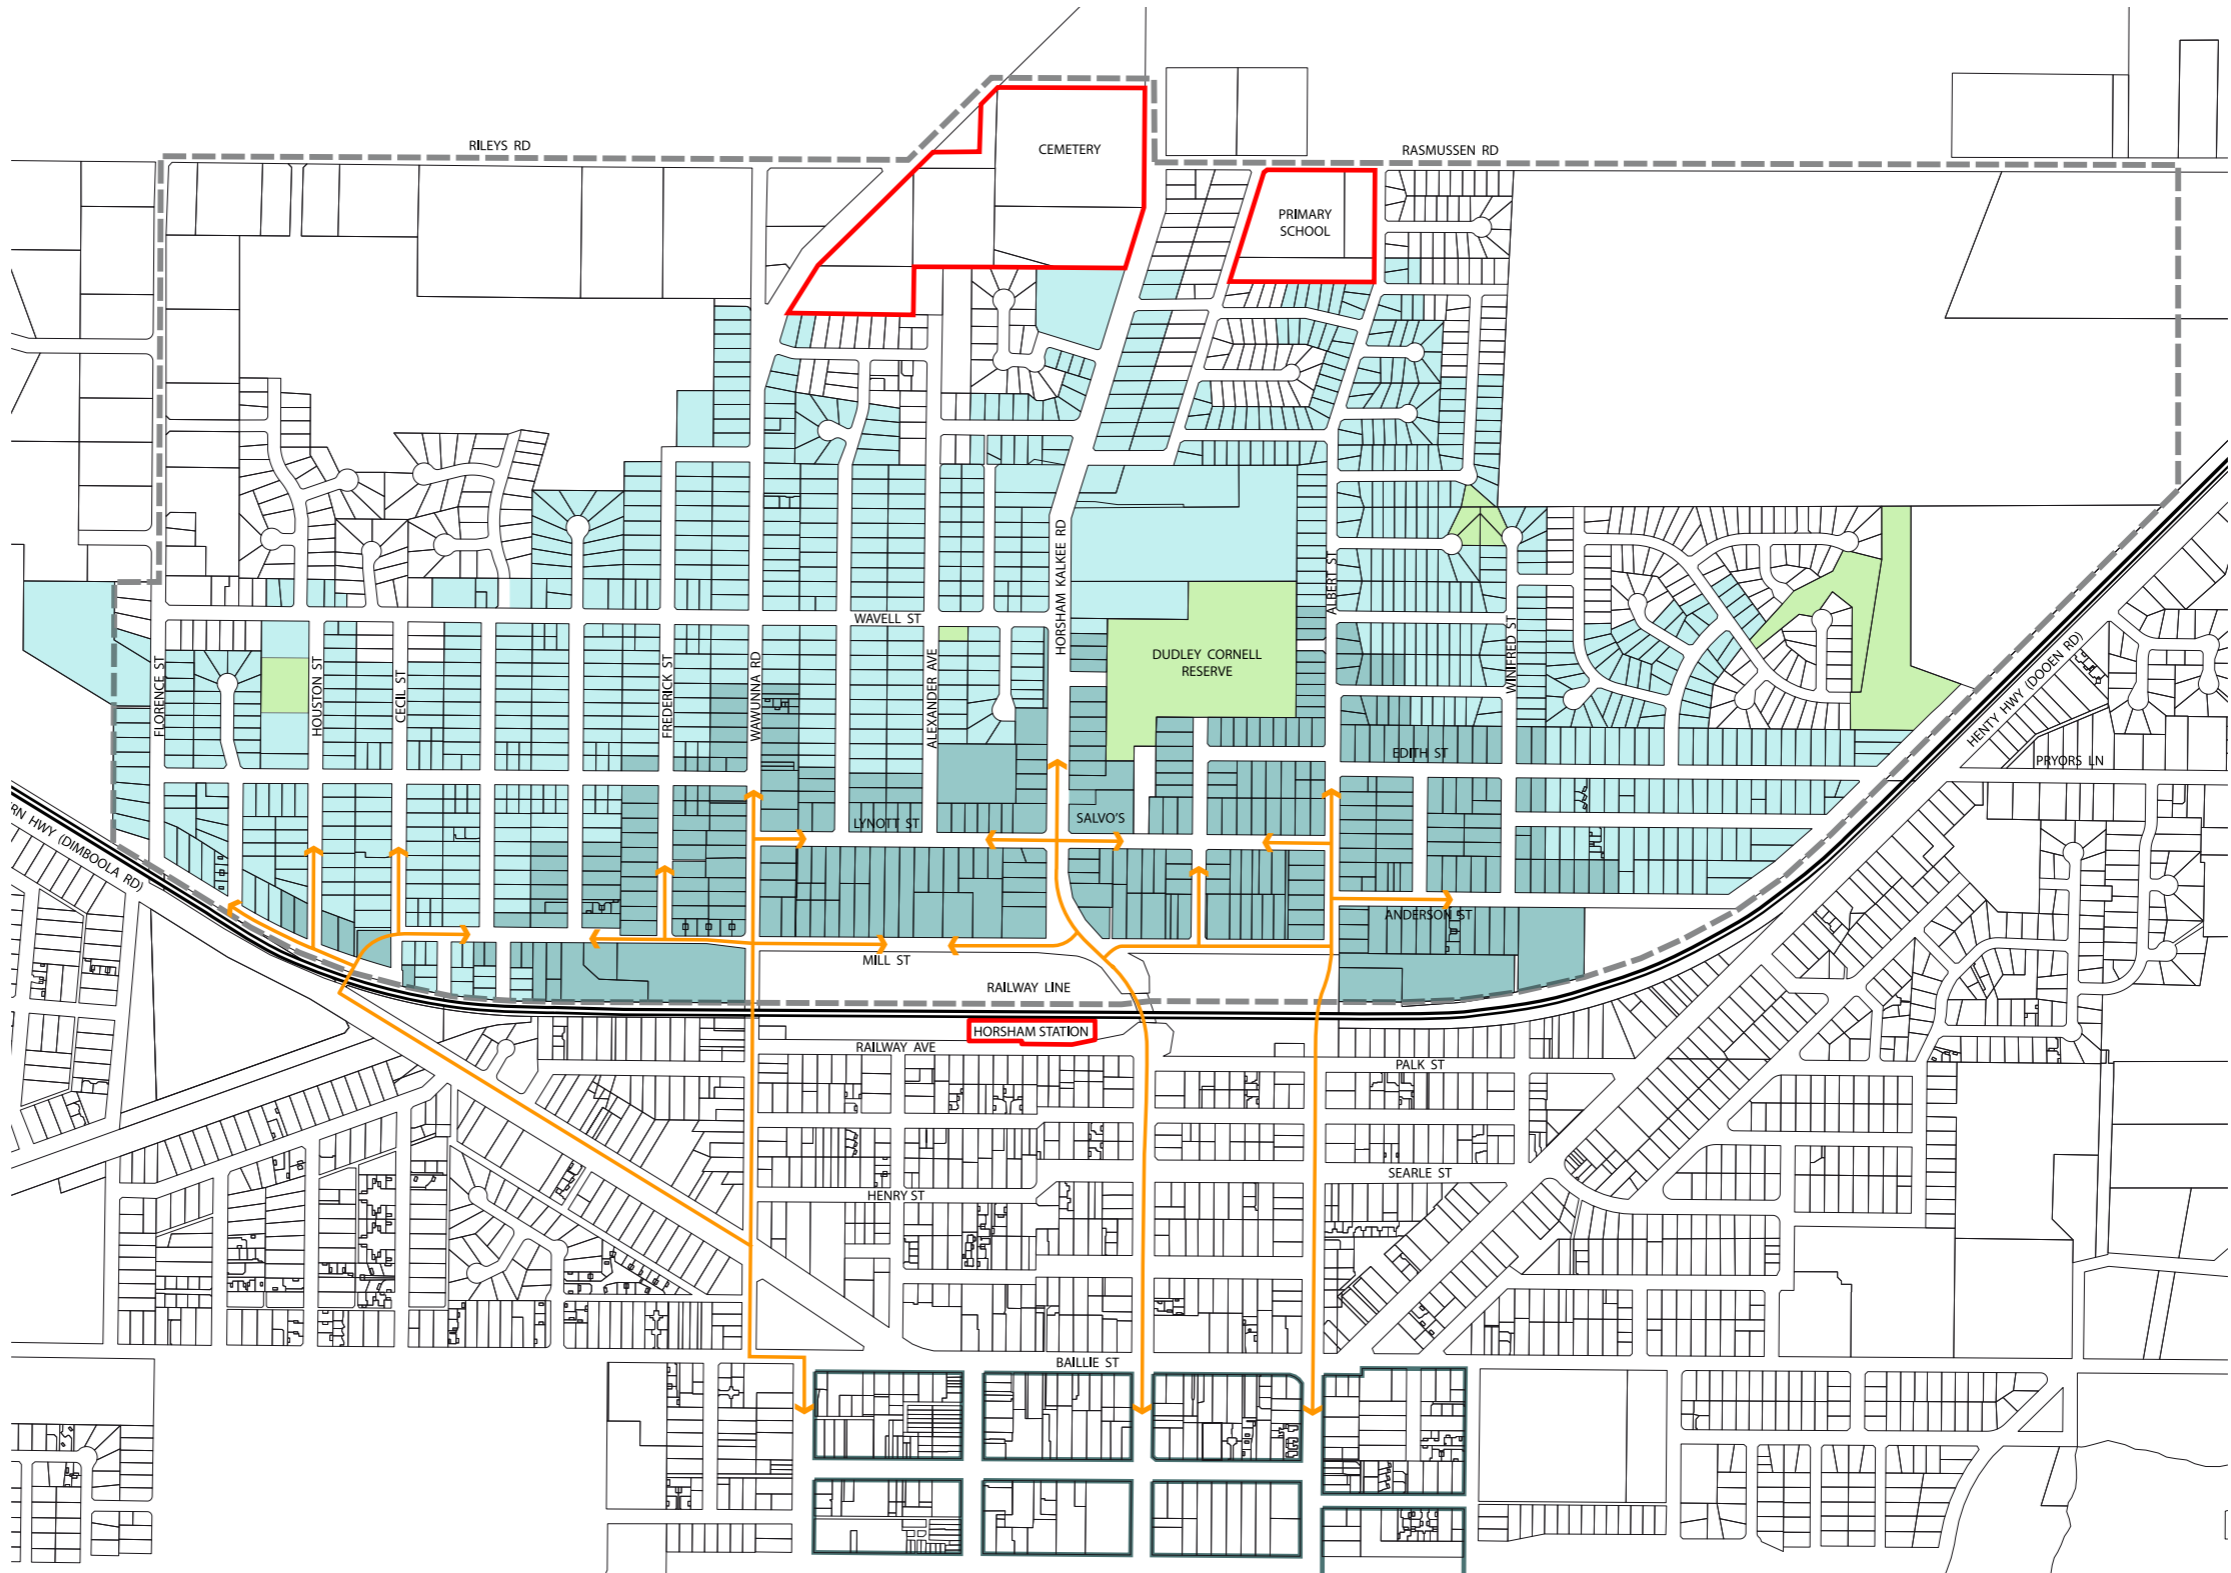 RILEYS RD
CEMETERY
RASMUSSEN RD
PRIMARY
SCHOOL
HORSHAM KALKEE RD
ALBERT ST
WAVELL ST
WINIFRED ST
FLORENCE ST
HOUSTON ST
CECIL ST
FREDERICK ST
WAWUNNA RD
ALEXANDER AVE
DUDLEY CORNELL
RESERVE
HENTY HWY (DOOEN RD)
EDITH ST
PRYORS LN
LYNOTT ST
SALVO'S
RN HWY (DIMBOOLA RD)
ANDERSON ST
MILL ST
RAILWAY LINE
HORSHAM STATION
RAILWAY AVE
PALK ST
SEARLE ST
HENRY ST
BAILLIE ST